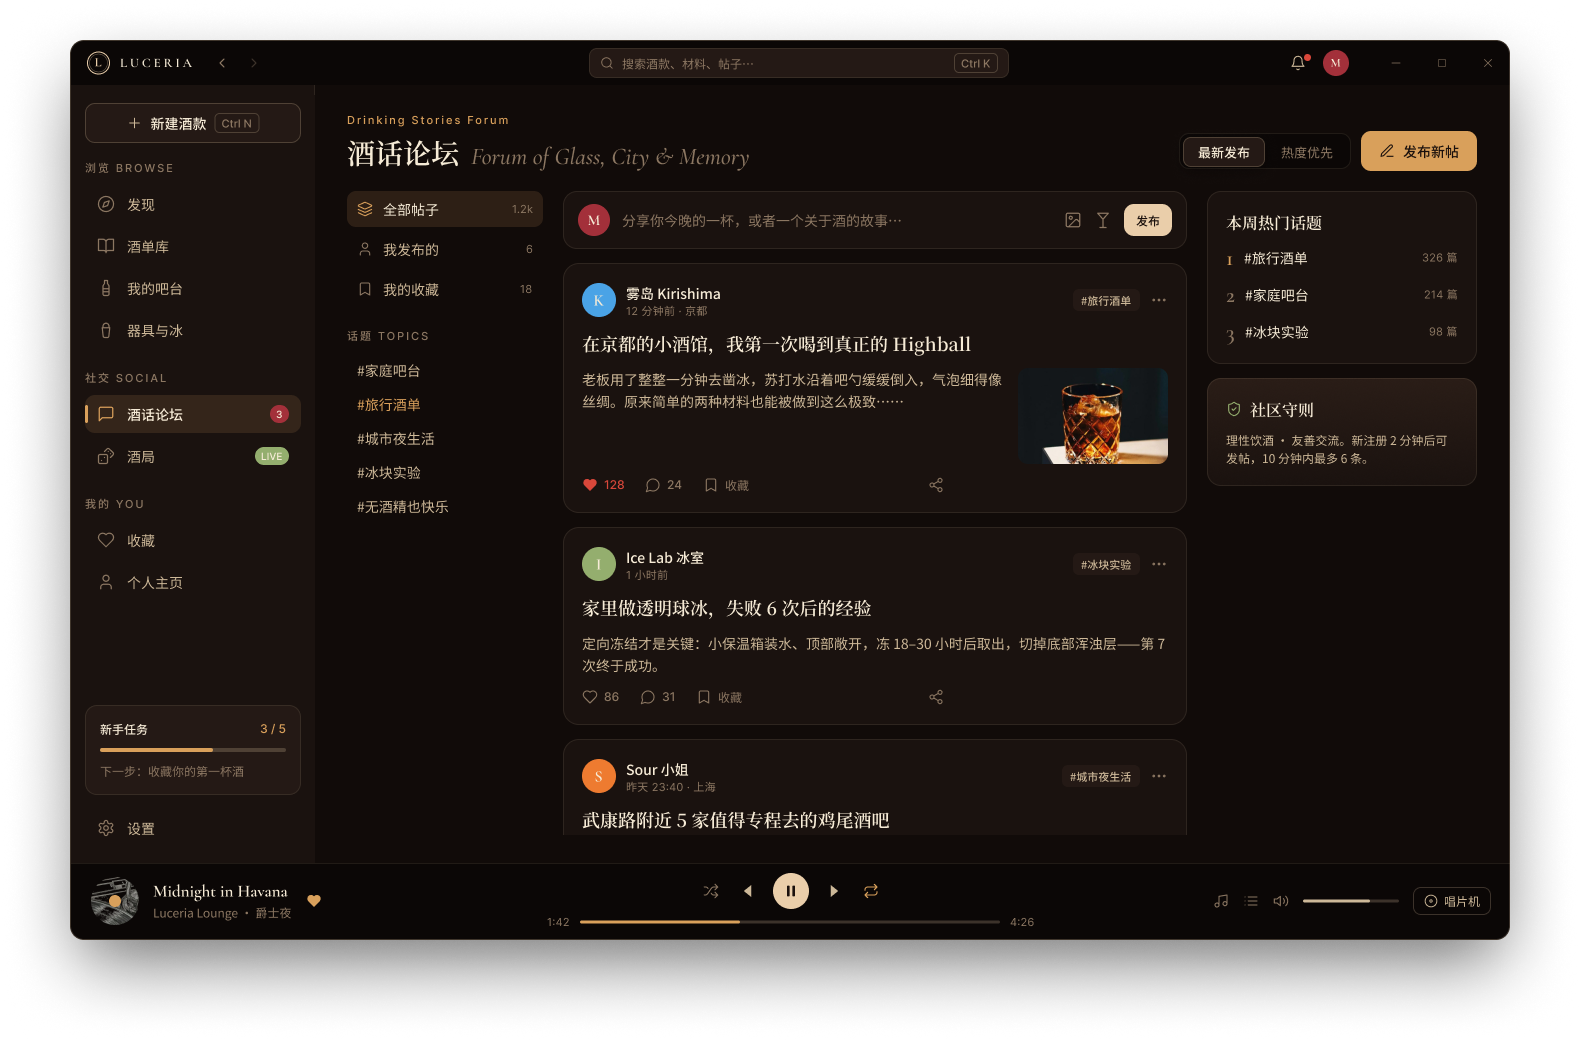 L LUCERIA
搜索酒款、材料、帖子…
Ctrl K
M
新建酒款 Ctrl N
浏览 BROWSE
发现
酒单库
我的吧台
器具与冰
社交 SOCIAL
酒话论坛 3
酒局 LIVE
我的 YOU
收藏
个人主页
新手任务 3 / 5
下一步：收藏你的第一杯酒
设置
Drinking Stories Forum
酒话论坛 Forum of Glass, City & Memory
最新发布 热度优先 发布新帖
全部帖子 1.2k
我发布的 6
我的收藏 18
话题 TOPICS
#家庭吧台
#旅行酒单
#城市夜生活
#冰块实验
#无酒精也快乐
M 分享你今晚的一杯，或者一个关于酒的故事… 发布
K 雾岛 Kirishima #旅行酒单
12 分钟前 · 京都
在京都的小酒馆，我第一次喝到真正的 Highball
老板用了整整一分钟去凿冰，苏打水沿着吧勺缓缓倒入，气泡细得像
丝绸。原来简单的两种材料也能被做到这么极致……
128 24 收藏
I Ice Lab 冰室 #冰块实验
1 小时前
家里做透明球冰，失败 6 次后的经验
定向冻结才是关键：小保温箱装水、顶部敞开，冻 18–30 小时后取出，切掉底部浑浊层——第 7
次终于成功。
86 31 收藏
S Sour 小姐 #城市夜生活
昨天 23:40 · 上海
武康路附近 5 家值得专程去的鸡尾酒吧
本周热门话题
1 #旅行酒单 326 篇
2 #家庭吧台 214 篇
3 #冰块实验 98 篇
社区守则
理性饮酒 · 友善交流。新注册 2 分钟后可
发帖，10 分钟内最多 6 条。
Midnight in Havana
Luceria Lounge · 爵士夜
1:42 4:26
唱片机